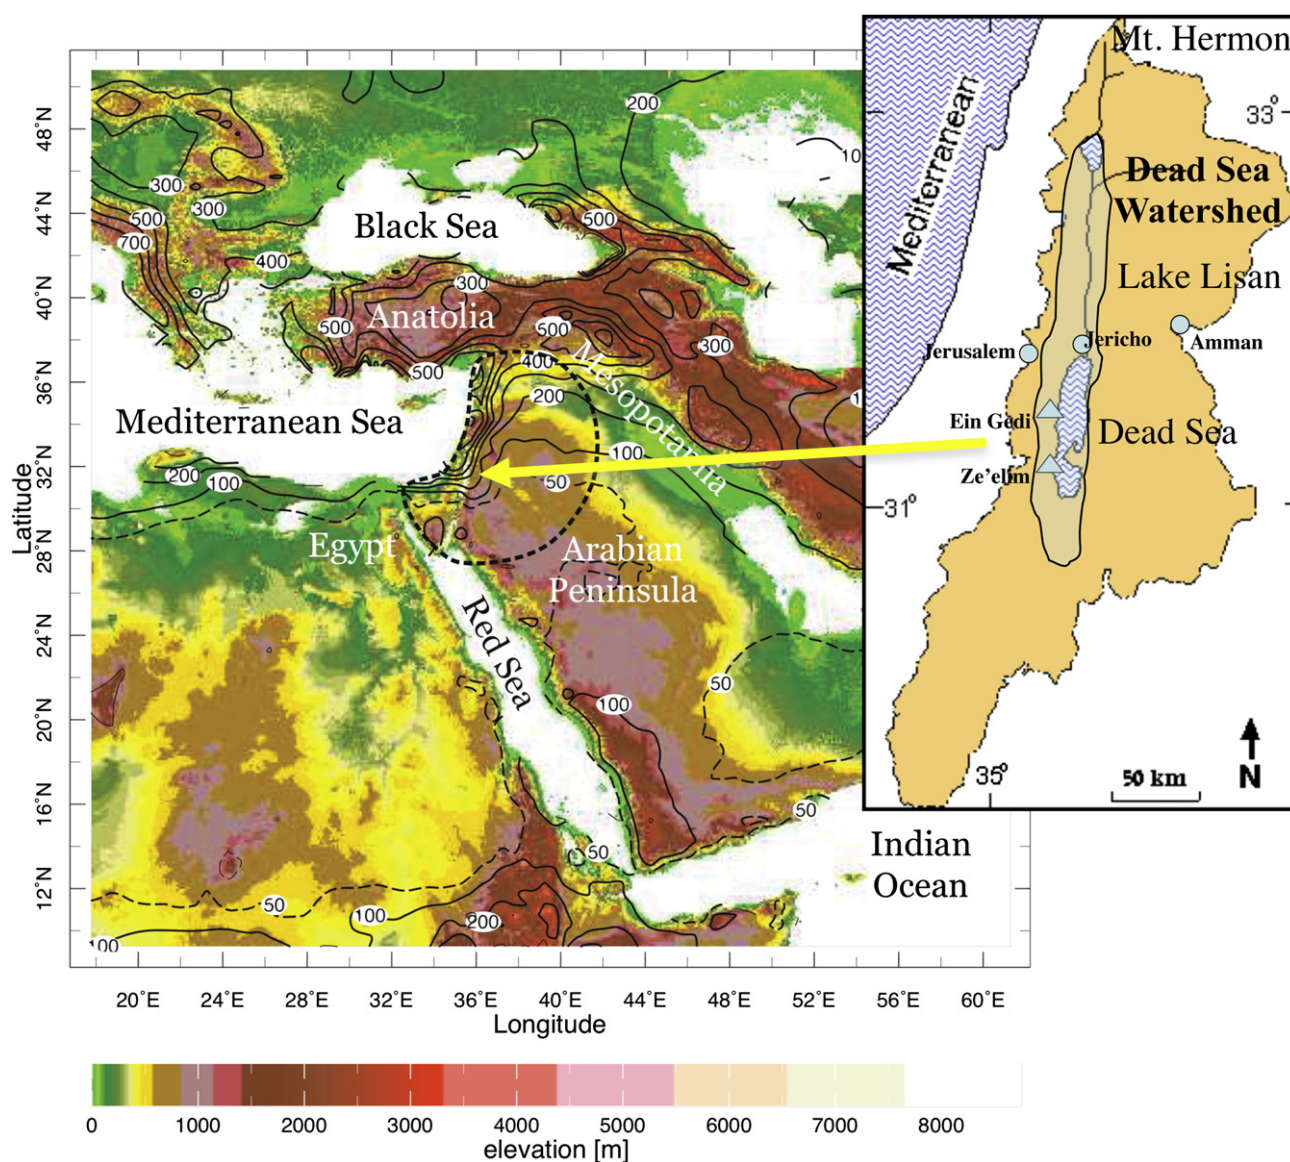 Mt. Hermon
33°
Mediterranean
Dead Sea
Watershed
Lake Lisan
Jerusalem
Jericho
Amman
Ein Gedi
Dead Sea
Ze'elim
31°
35°
50 km
N
48°N
44°N
40°N
36°N
32°N
28°N
24°N
20°N
16°N
12°N
Latitude
200
10
300
300
500
700
400
Black Sea
500
300
Anatolia
500
500
500
300
400
Mesopotamia
200
1
Mediterranean Sea
100
200
100
50
Egypt
Arabian
Peninsula
Red Sea
50
100
50
50
Indian
Ocean
50
100
200
100
20°E
24°E
28°E
32°E
36°E
40°E
44°E
48°E
52°E
56°E
60°E
Longitude
0
1000
2000
3000
4000
5000
6000
7000
8000
elevation [m]